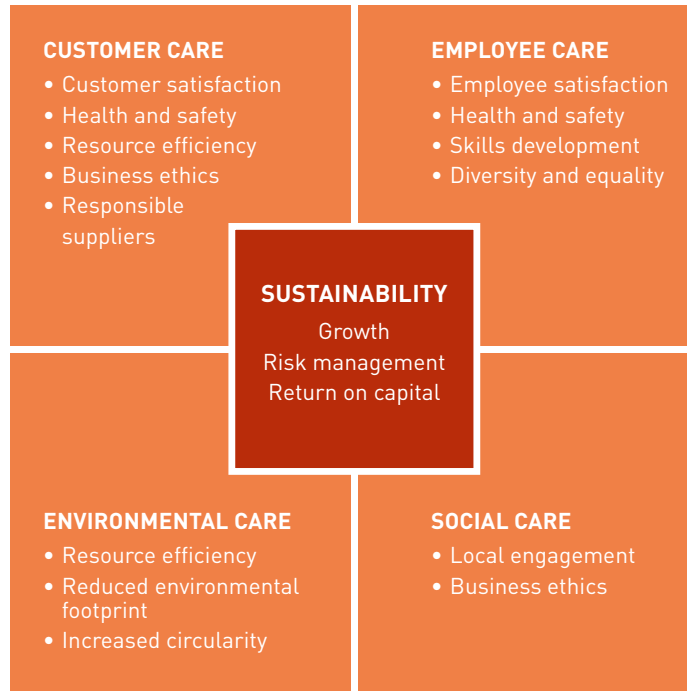 CUSTOMER CARE
• Customer satisfaction
• Health and safety
• Resource efficiency
• Business ethics
• Responsible
suppliers
EMPLOYEE CARE
• Employee satisfaction
• Health and safety
• Skills development
• Diversity and equality
SUSTAINABILITY
Growth
Risk management
Return on capital
ENVIRONMENTAL CARE
• Resource efficiency
• Reduced environmental
footprint
• Increased circularity
SOCIAL CARE
• Local engagement
• Business ethics